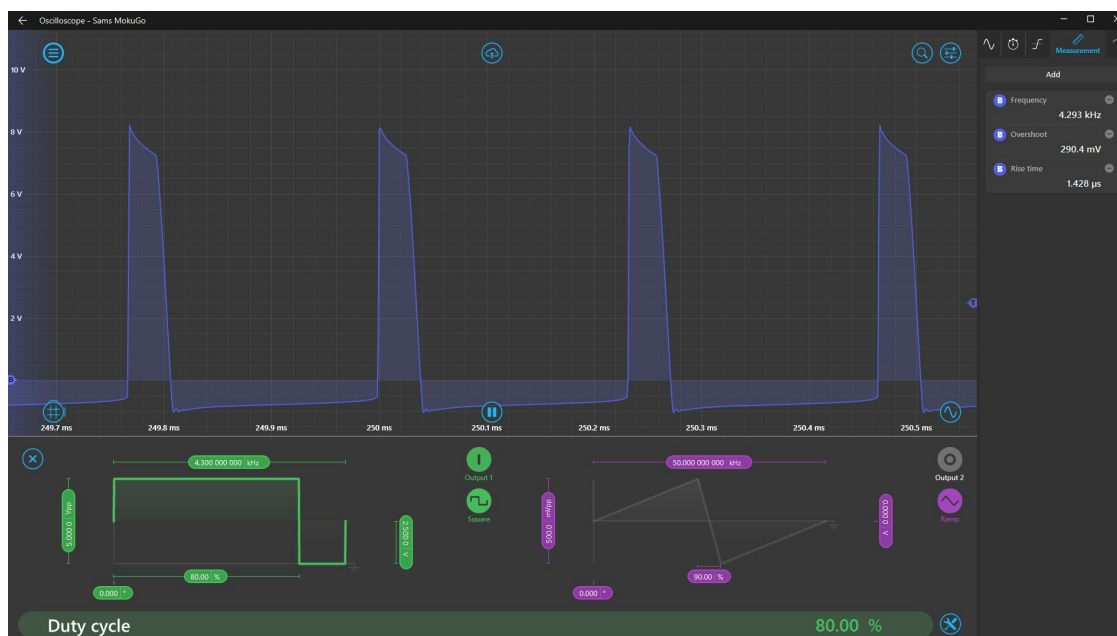 Oscilloscope - Sams MokuGo
Measurement
Add
10 V
8 V
6 V
4 V
2 V
B
T
B Frequency
4.293 kHz
B Overshoot
290.4 mV
B Rise time
1.428 µs
249.7 ms 249.8 ms 249.9 ms 250 ms 250.1 ms 250.2 ms 250.3 ms 250.4 ms 250.5 ms
4.300 000 000 kHz
5.000 0 Vpp
2.500 0 V
80.00 %
0.000 °
Output 1
Square
50.000 000 000 kHz
500.0 mVpp
0.000 0 V
90.00 %
0.000 °
Output 2
Ramp
Duty cycle 80.00 %